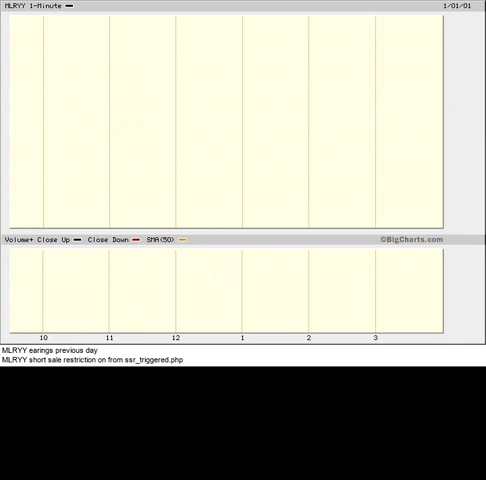 MLRYY 1-Minute 1/01/01
Volume+ Close Up Close Down SMA(50) ©BigCharts.com
10 11 12 1 2 3
MLRYY earings previous day
MLRYY short sale restriction on from ssr_triggered.php